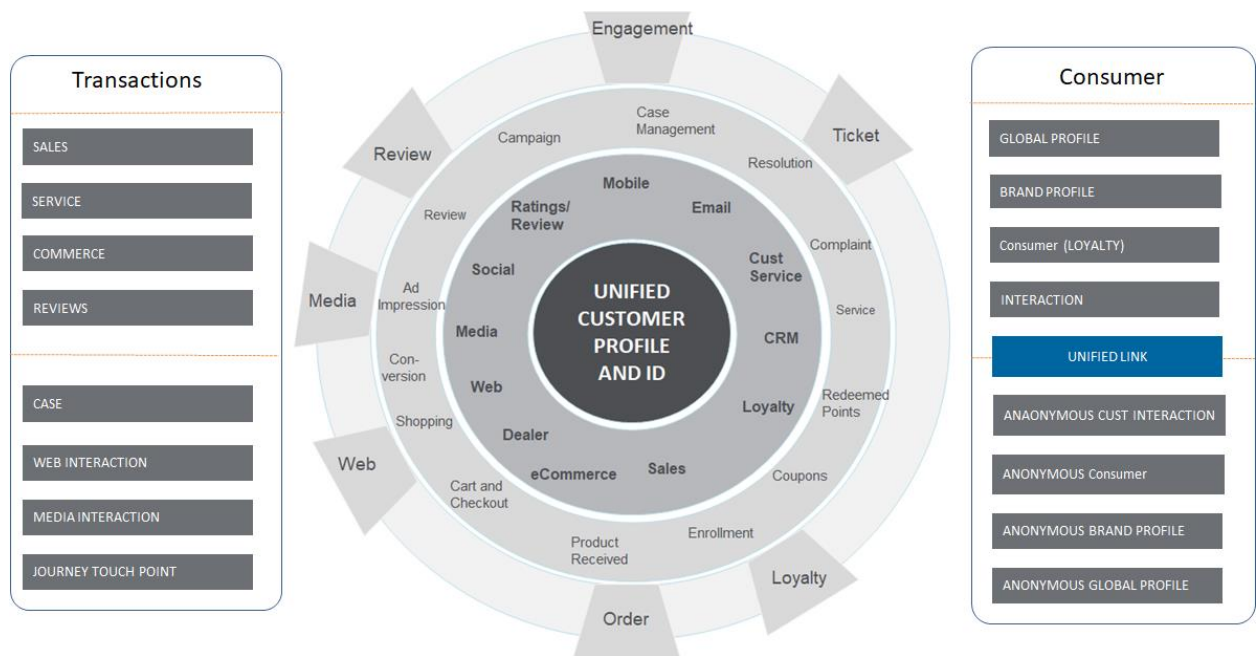 Transactions
SALES
SERVICE
COMMERCE
REVIEWS
CASE
WEB INTERACTION
MEDIA INTERACTION
JOURNEY TOUCH POINT
Engagement
Ticket
Loyalty
Order
Web
Media
Review
Case
Management
Resolution
Complaint
Service
Redeemed
Points
Coupons
Enrollment
Product
Received
Cart and
Checkout
Shopping
Con-
version
Ad
Impression
Review
Campaign
Mobile
Email
Cust
Service
CRM
Loyalty
Sales
eCommerce
Dealer
Web
Media
Social
Ratings/
Review
UNIFIED
CUSTOMER
PROFILE
AND ID
Consumer
GLOBAL PROFILE
BRAND PROFILE
Consumer (LOYALTY)
INTERACTION
UNIFIED LINK
ANAONYMOUS CUST INTERACTION
ANONYMOUS Consumer
ANONYMOUS BRAND PROFILE
ANONYMOUS GLOBAL PROFILE